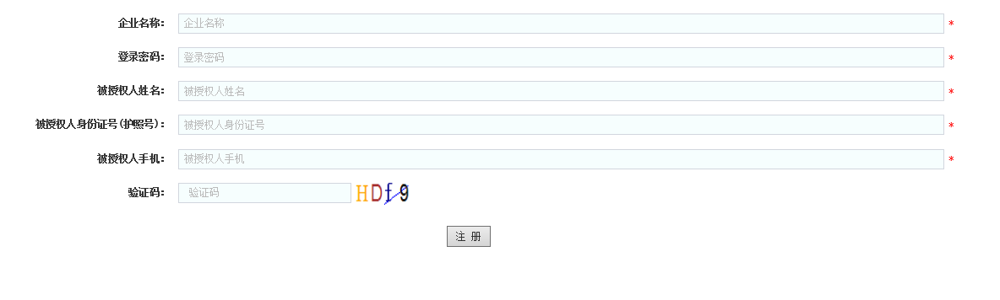 企业名称： 企业名称 *
登录密码： 登录密码 *
被授权人姓名： 被授权人姓名 *
被授权人身份证号(护照号)： 被授权人身份证号 *
被授权人手机： 被授权人手机 *
验证码： 验证码 HDf9
注 册